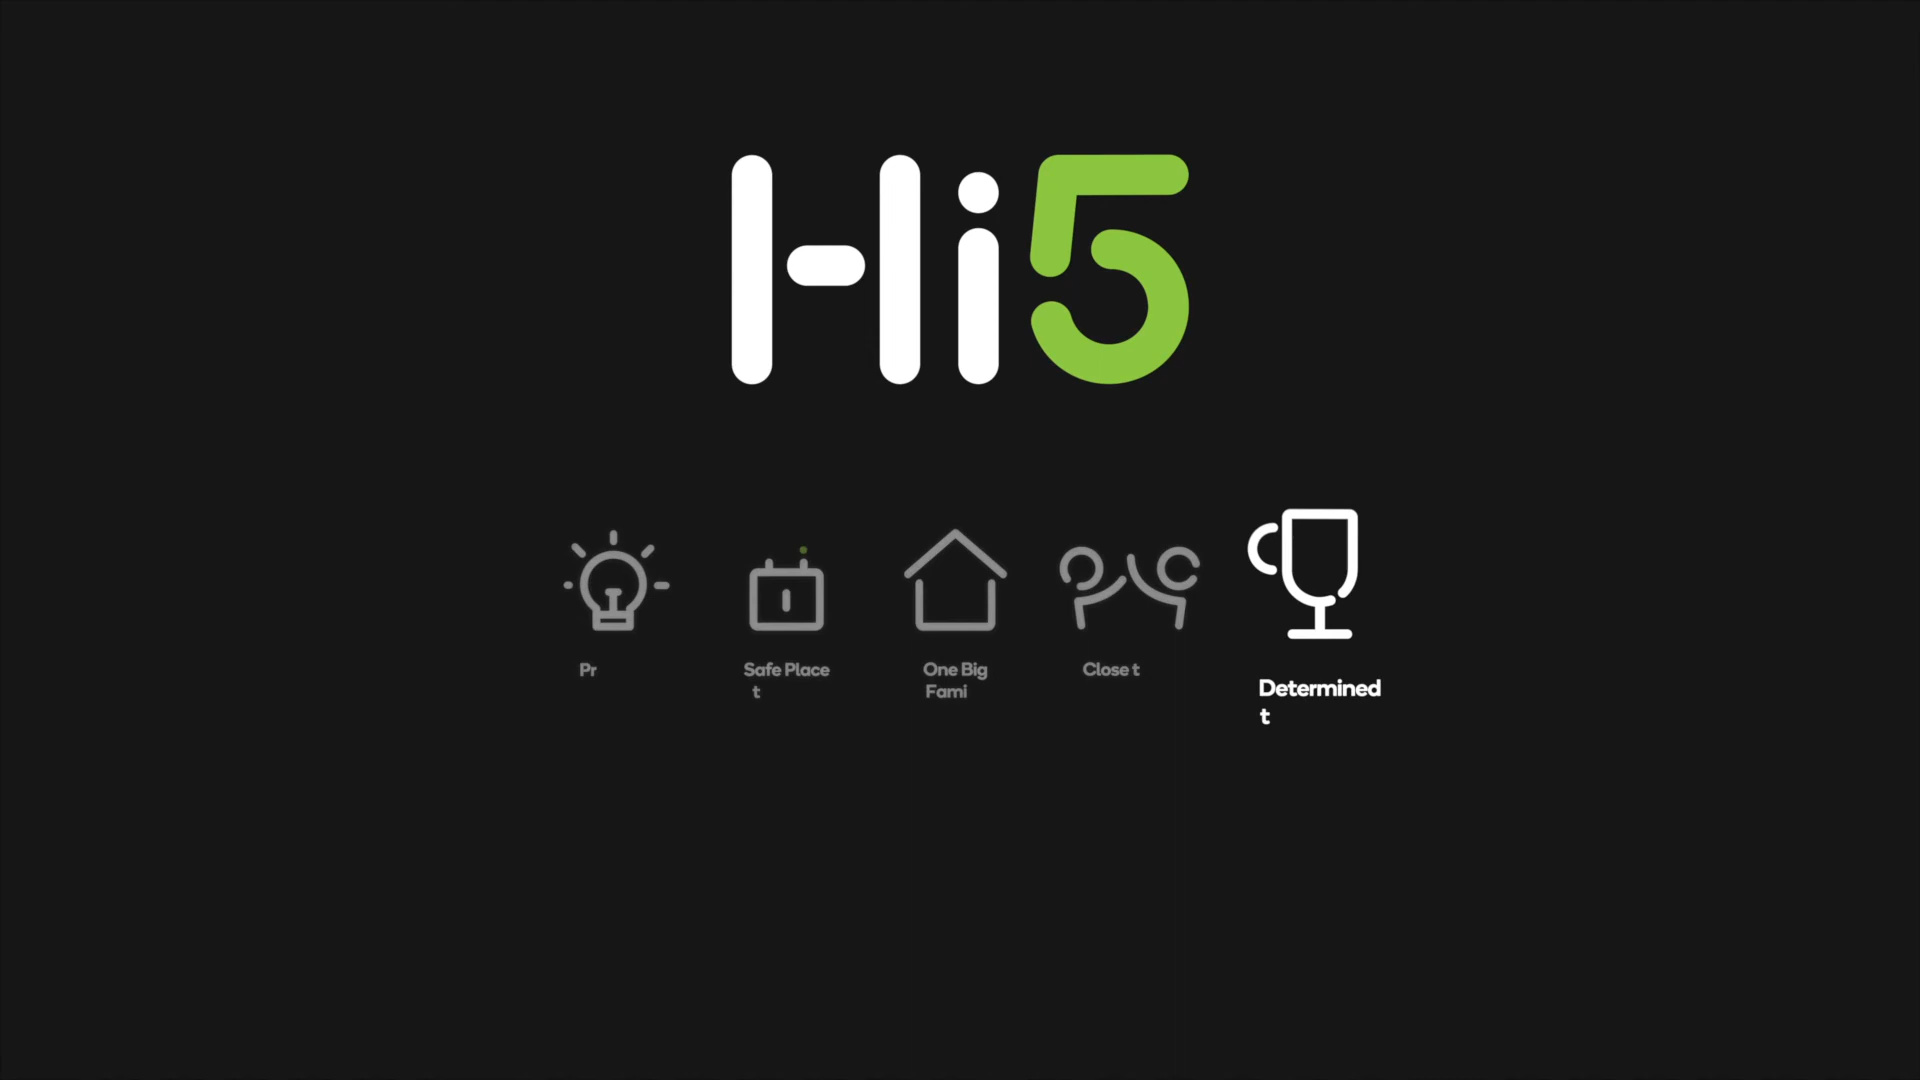 Hi5
Pr
Safe Place
t
One Big
Fami
Close t
Determined
t